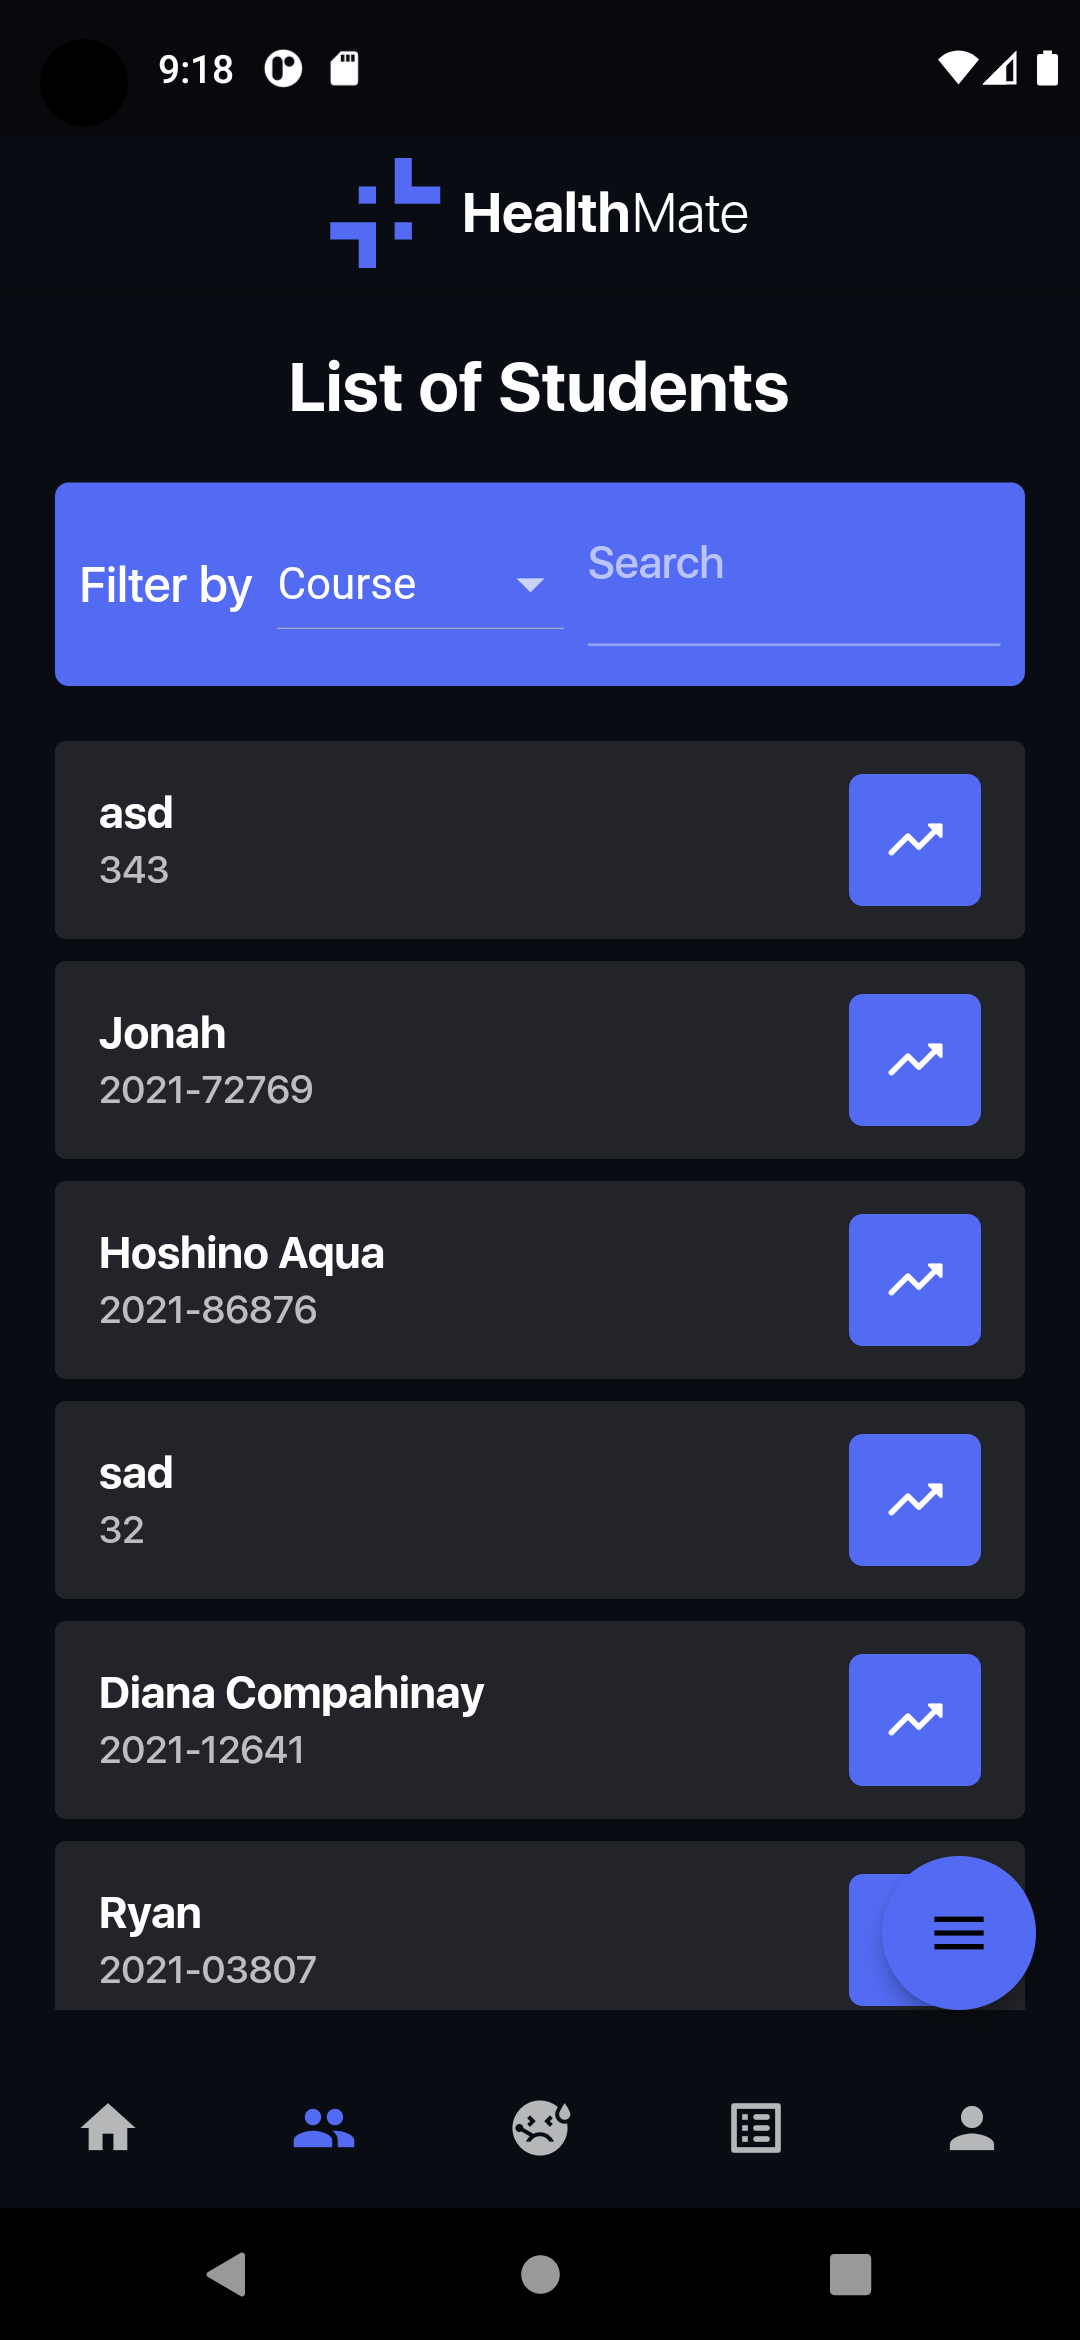 9:18
HealthMate
List of Students
Filter by Course Search
asd
343
Jonah
2021-72769
Hoshino Aqua
2021-86876
sad
32
Diana Compahinay
2021-12641
Ryan
2021-03807